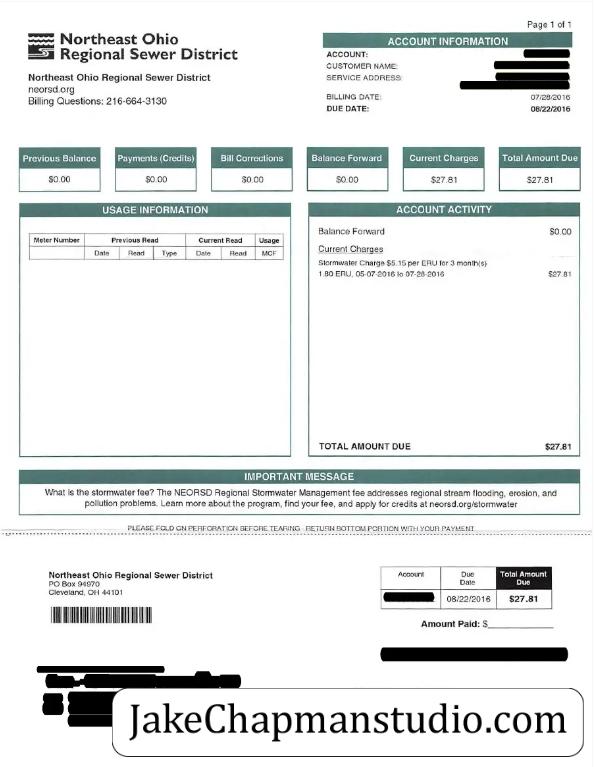 Page 1 of 1
Northeast Ohio
Regional Sewer District
Northeast Ohio Regional Sewer District
neorsd.org
Billing Questions: 216-664-3130
ACCOUNT INFORMATION
ACCOUNT:
CUSTOMER NAME:
SERVICE ADDRESS:
BILLING DATE: 07/28/2016
DUE DATE: 08/22/2016
Previous Balance Payments (Credits) Bill Corrections Balance Forward Current Charges Total Amount Due
$0.00 $0.00 $0.00 $0.00 $27.81 $27.81
USAGE INFORMATION
Meter Number Previous Read Current Read Usage
Date Read Type Date Read MCF
ACCOUNT ACTIVITY
Balance Forward $0.00
Current Charges
Stormwater Charge $5.15 per ERU for 3 month(s)
1.80 ERU, 05-07-2016 to 07-28-2016 $27.81
TOTAL AMOUNT DUE $27.81
IMPORTANT MESSAGE
What is the stormwater fee? The NEORSD Regional Stormwater Management fee addresses regional stream flooding, erosion, and
pollution problems. Learn more about the program, find your fee, and apply for credits at neorsd.org/stormwater
PLEASE FOLD ON PERFORATION BEFORE TEARING - RETURN BOTTOM PORTION WITH YOUR PAYMENT
Northeast Ohio Regional Sewer District
PO Box 94970
Cleveland, OH 44101
Account Due Date Total Amount Due
08/22/2016 $27.81
Amount Paid: $
JakeChapmanstudio.com